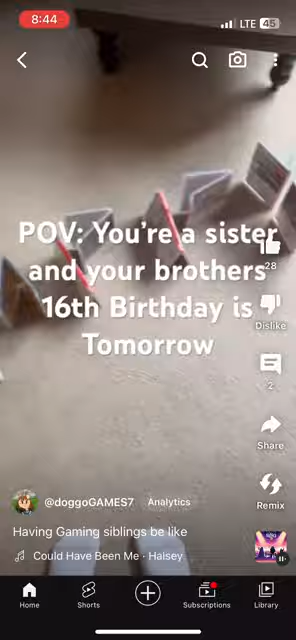 8:44
LTE 45
POV: You're a sister
and your brothers
16th Birthday is
Tomorrow
28
Dislike
2
Share
Remix
@doggoGAMES7 Analytics
Having Gaming siblings be like
Could Have Been Me · Halsey
Home
Shorts
Subscriptions
Library